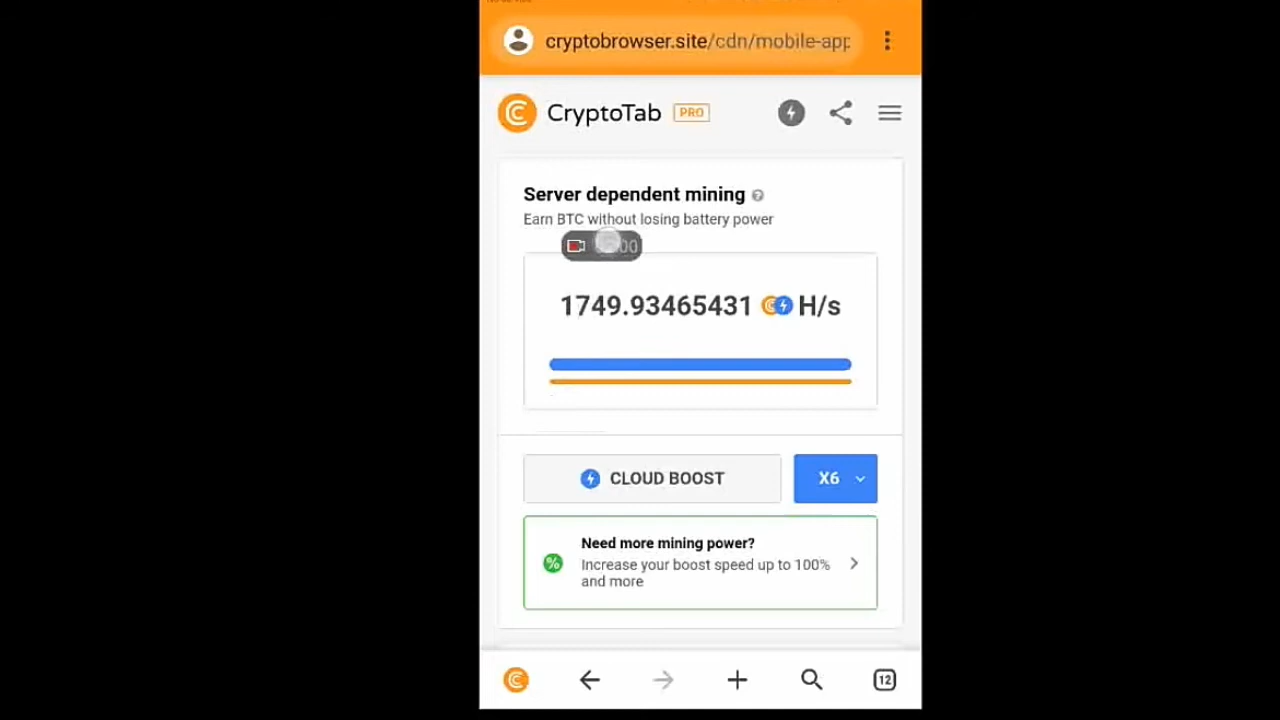 cryptobrowser.site/cdn/mobile-app
CryptoTab PRO
Server dependent mining
Earn BTC without losing battery power
1749.93465431 H/s
CLOUD BOOST
X6
Need more mining power?
Increase your boost speed up to 100%
and more
12